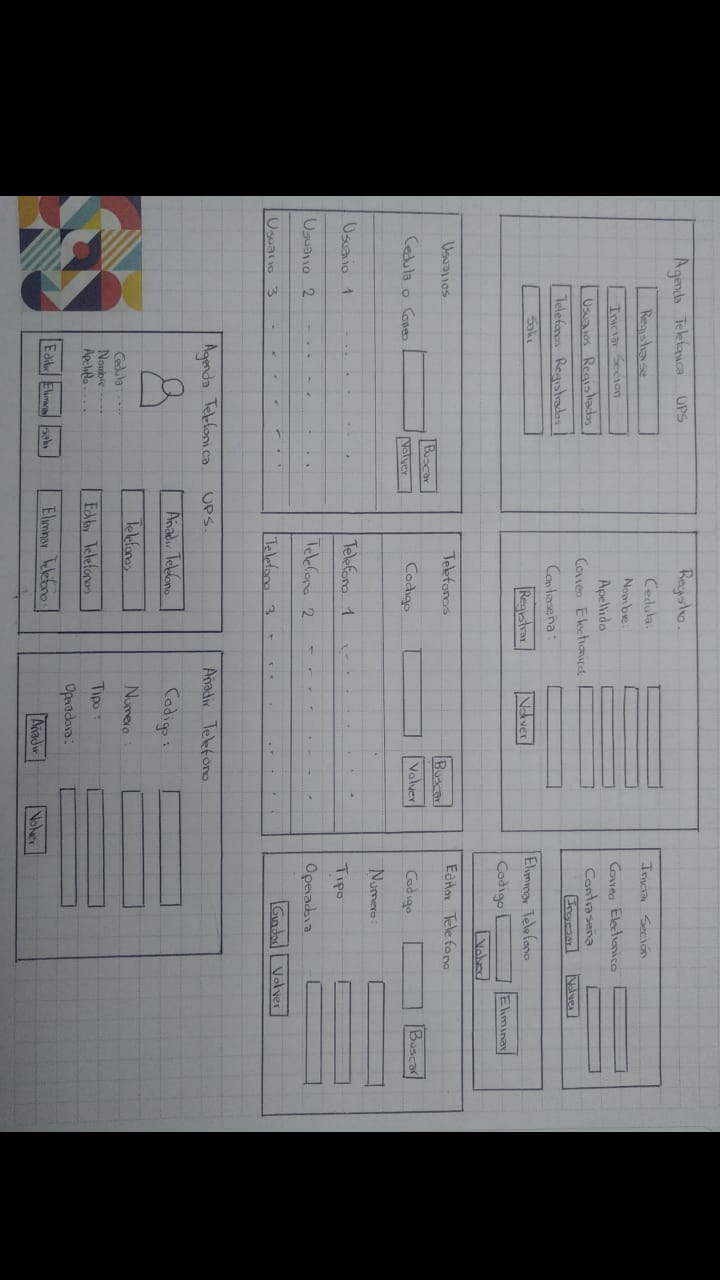 Agenda Telefonica UPS
Registrarse
Iniciar Seccion
Usuarios Registrados
Telefonos Registrados
Salir
Registro.
Cedula:
Nombre:
Apellido
Correo Electronico
Contraseña:
Registrar Volver
Iniciar Sección
Correo Electronico
Contraseña
Ingresar Volver
Eliminar Telefono
Codigo Eliminar
Volver
Usuarios
Buscar
Cedula o Correo Volver
Usuario 1
Usuario 2
Usuario 3
Telefonos
Buscar
Codigo Volver
Telefono 1
Telefono 2
Telefono 3
Editar Telefono
Codigo Buscar
Numero:
Tipo
Operadora
Guardar Volver
Agenda Telefonica UPS.
Cedula.....
Nombre ....
Apellido....
Editar Eliminar Salir
Añadir Telefono
Telefonos
Editar Telefonos
Eliminar Telefono.
Añadir Telefono
Codigo:
Numero:
Tipo:
Operadora:
Añadir Volver